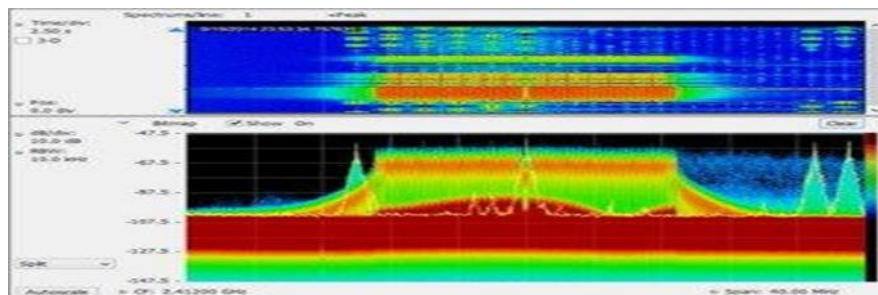 Spectrums/line: 1 <Peak
Time/div:
2.50 s
3-D
Pos:
0.0 div
Bitmap Show On Clear
dB/div:
10.0 dB
RBW:
10.0 kHz
-47.5
-67.5
-87.5
-107.5
-127.5
-147.5
Split
Autoscale CF: 2.41200 GHz Span: 40.00 MHz